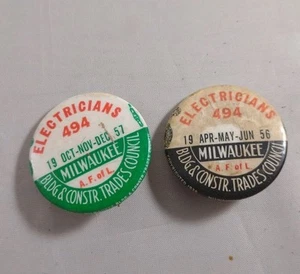 ELECTRICIANS
494
19 OCT-NOV-DEC 57
MILWAUKEE
A. F. of L.
BLDG & CONSTR. TRADES COUNCIL
ELECTRICIANS
494
19 APR-MAY-JUN 56
MILWAUKEE
A. F. of L.
BLDG & CONSTR. TRADES COUNCIL